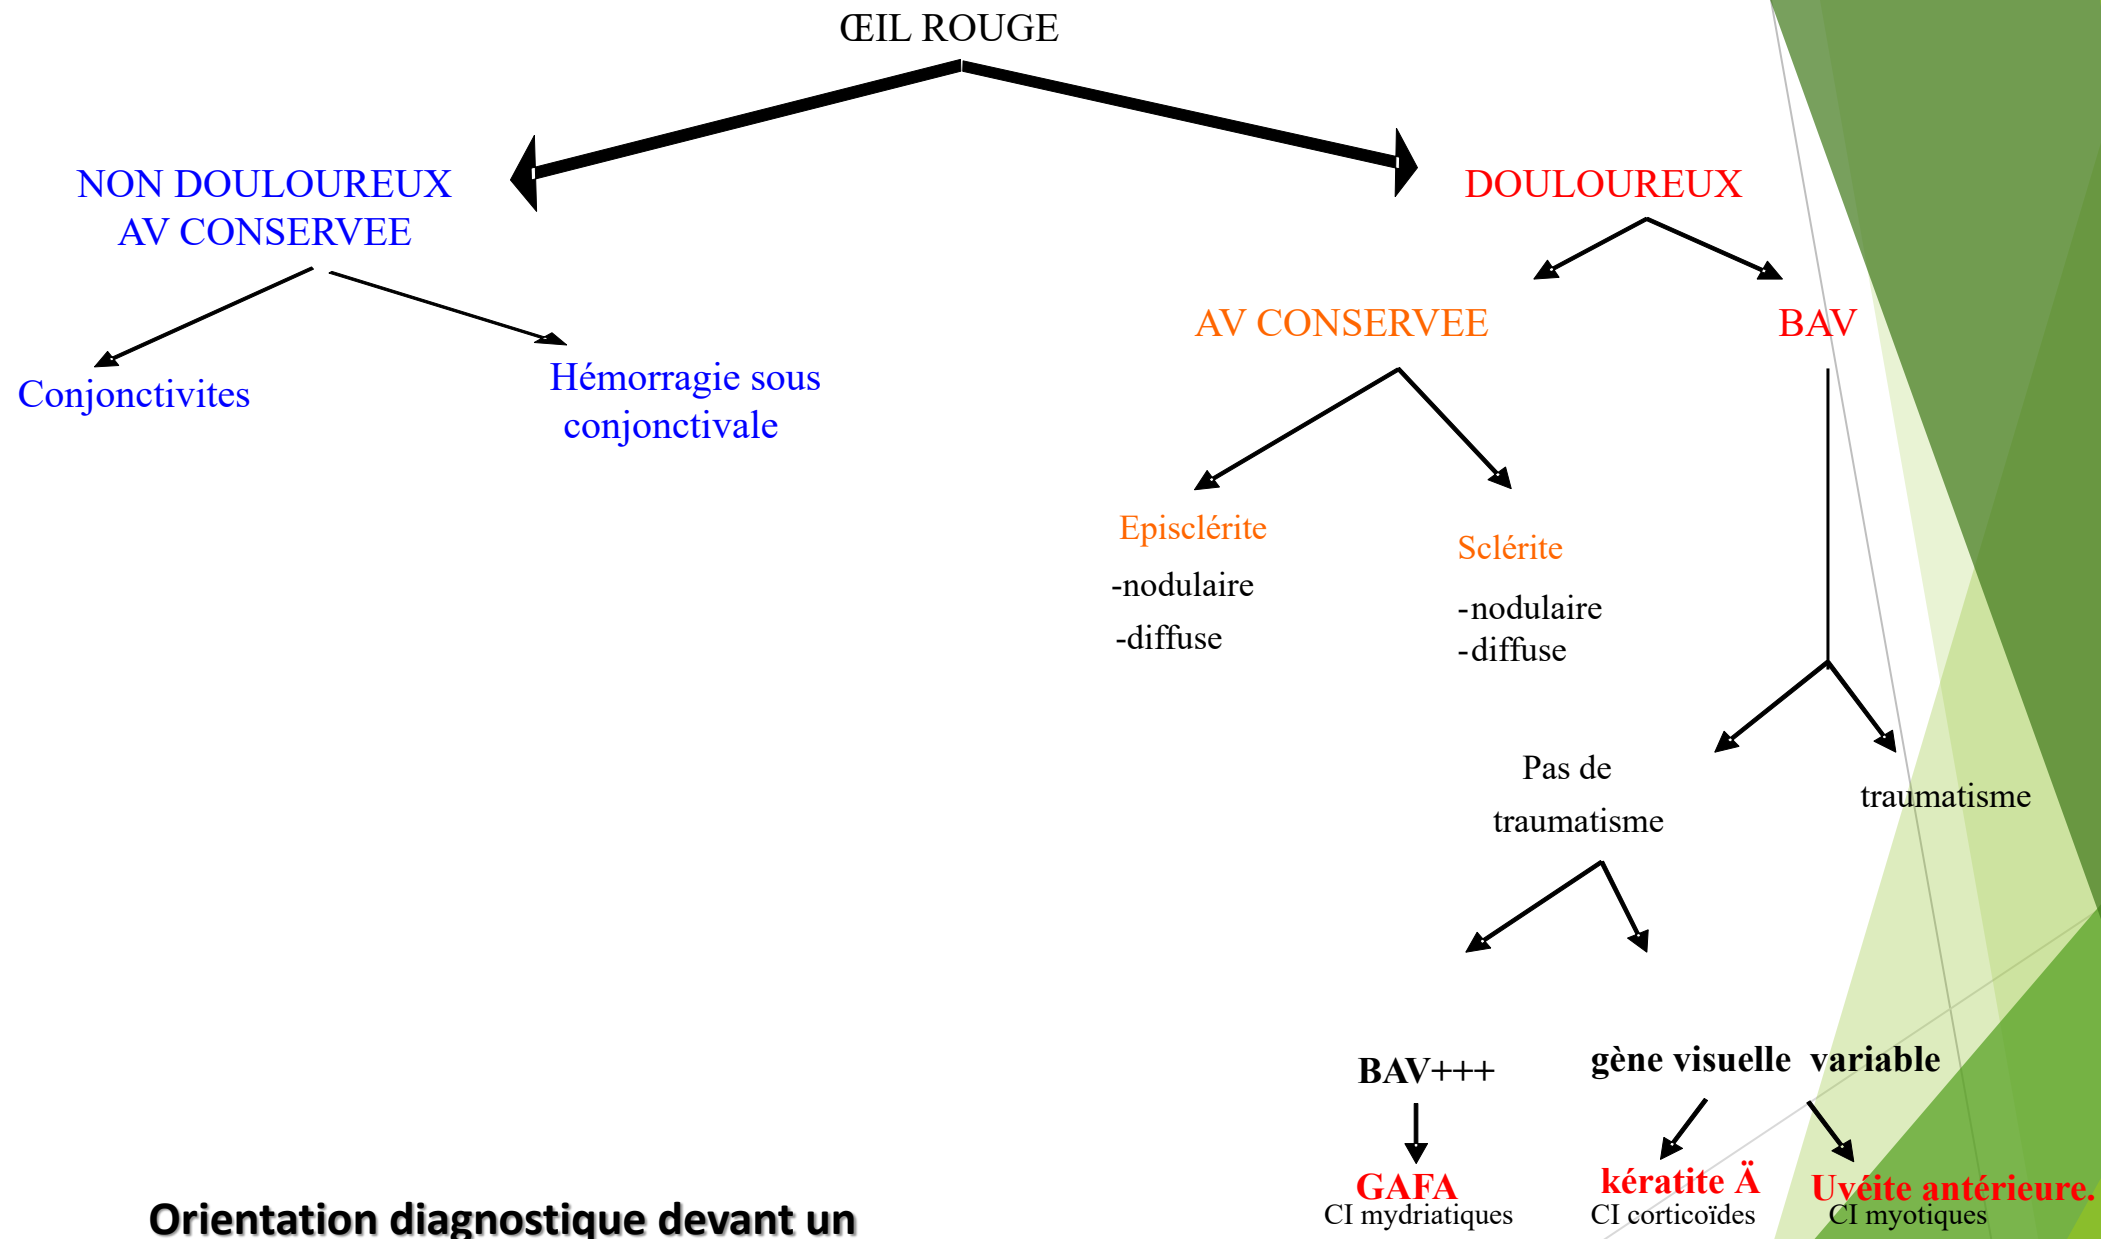 ŒIL ROUGE
NON DOULOUREUX
AV CONSERVEE
DOULOUREUX
AV CONSERVEE
BAV
Conjonctivites
Hémorragie sous
conjonctivale
Episclérite
-nodulaire
-diffuse
Sclérite
-nodulaire
-diffuse
Pas de
traumatisme
traumatisme
BAV+++
gène visuelle variable
GAFA
CI mydriatiques
kératite Ä
CI corticoïdes
Uvéite antérieure.
CI myotiques
Orientation diagnostique devant un